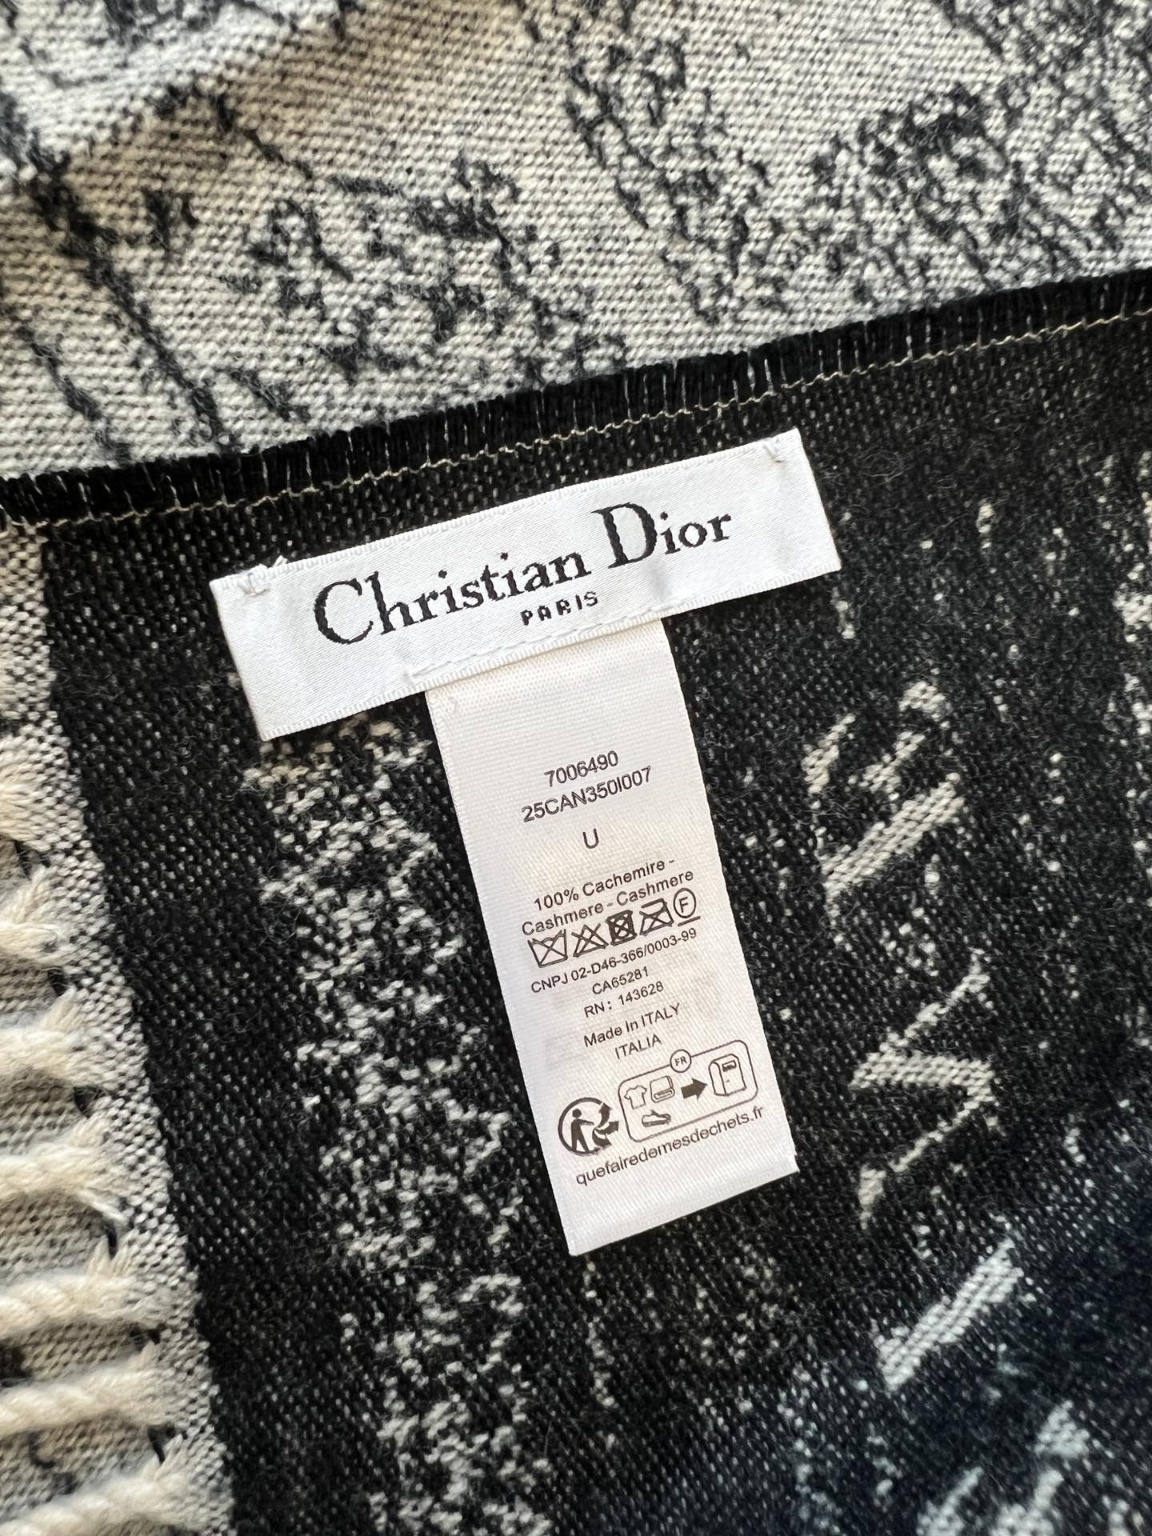 Christian Dior
PARIS
7006490
25CAN350I007
U
100% Cachemire -
Cashmere - Cashmere
F
CNPJ 02-D46-366/0003-99
CA65281
RN: 143628
Made In ITALY
ITALIA
FR
quefairedemesdechets.fr